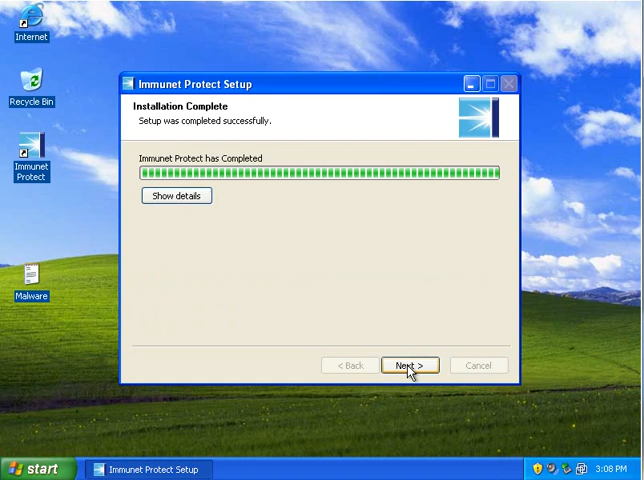 Internet
Recycle Bin
Immunet
Protect
Malware
Immunet Protect Setup
Installation Complete
Setup was completed successfully.
Immunet Protect has Completed
Show details
< Back
Next >
Cancel
start
Immunet Protect Setup
3:08 PM